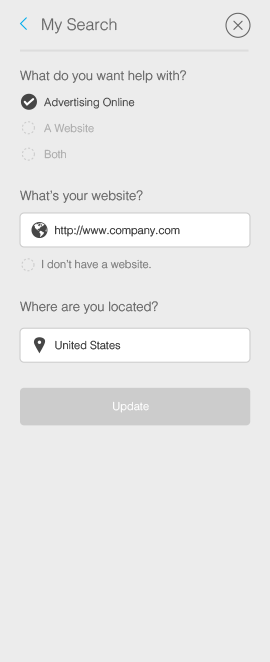 My Search
What do you want help with?
Advertising Online
A Website
Both
What's your website?
http://www.company.com
I don't have a website.
Where are you located?
United States
Update